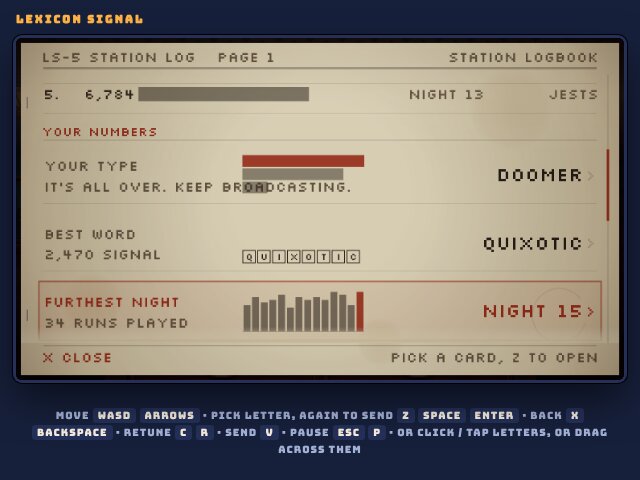 LEXICON SIGNAL
LS-5 STATION LOG PAGE 1 STATION LOGBOOK
5. 6,784 NIGHT 13 JESTS
YOUR NUMBERS
YOUR TYPE
IT'S ALL OVER. KEEP BROADCASTING.
DOOMER >
BEST WORD
2,470 SIGNAL
QUIXOTIC
QUIXOTIC >
FURTHEST NIGHT
34 RUNS PLAYED
NIGHT 15 >
X CLOSE PICK A CARD, Z TO OPEN
MOVE WASD ARROWS · PICK LETTER, AGAIN TO SEND Z SPACE ENTER · BACK X
BACKSPACE · RETUNE C R · SEND V · PAUSE ESC P · OR CLICK / TAP LETTERS, OR DRAG
ACROSS THEM